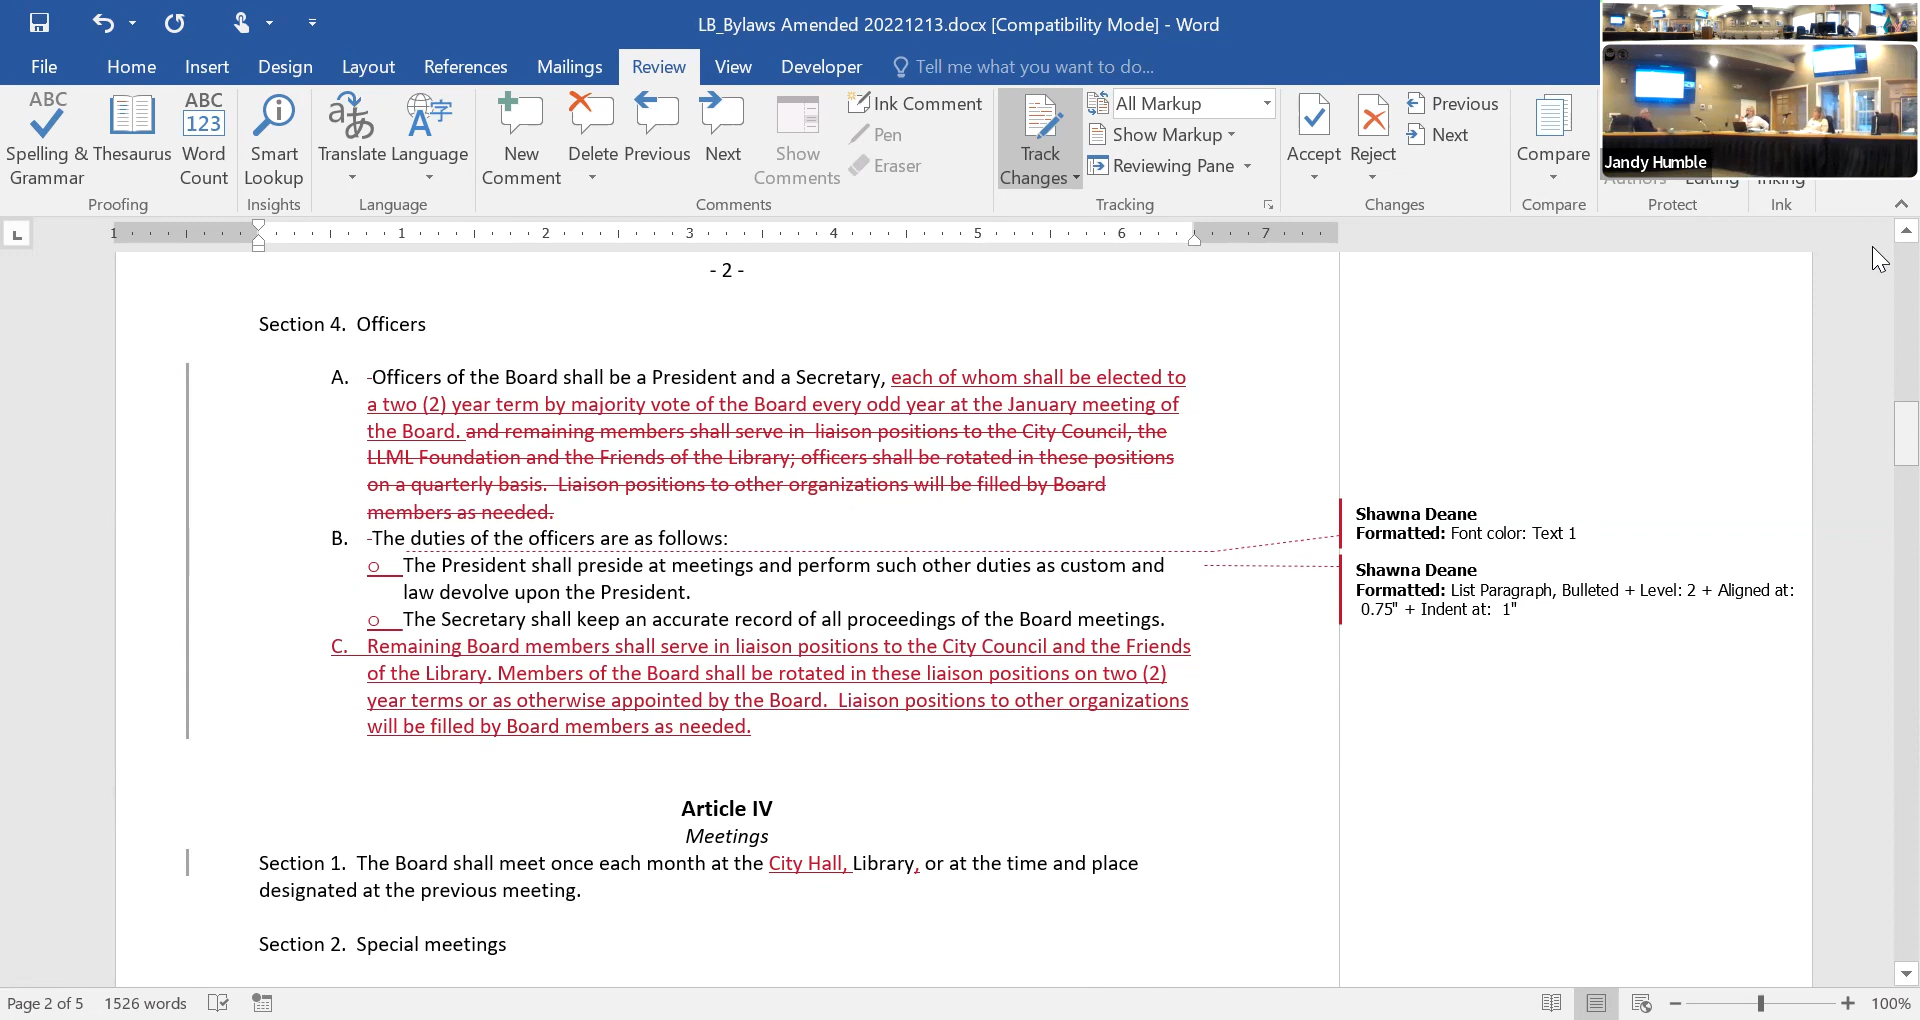 LB_Bylaws Amended 20221213.docx [Compatibility Mode] - Word
File Home Insert Design Layout References Mailings Review View Developer Tell me what you want to do...
ABC Spelling & Grammar
Thesaurus
ABC 123 Word Count
Proofing
Smart Lookup
Insights
Translate
Language
Language
New Comment
Delete
Previous
Next
Show Comments
Ink Comment
Pen
Eraser
Comments
Track Changes
All Markup
Show Markup
Reviewing Pane
Tracking
Accept
Reject
Previous
Next
Changes
Compare
Compare
Authors
Editing
Protect
Inking
Ink
Jandy Humble
1 1 2 3 4 5 6 7
- 2 -
Section 4. Officers
A. -Officers of the Board shall be a President and a Secretary, each of whom shall be elected to
a two (2) year term by majority vote of the Board every odd year at the January meeting of
the Board. and remaining members shall serve in liaison positions to the City Council, the
LLML Foundation and the Friends of the Library; officers shall be rotated in these positions
on a quarterly basis. Liaison positions to other organizations will be filled by Board
members as needed.
B. -The duties of the officers are as follows:
o The President shall preside at meetings and perform such other duties as custom and
law devolve upon the President.
o The Secretary shall keep an accurate record of all proceedings of the Board meetings.
C. Remaining Board members shall serve in liaison positions to the City Council and the Friends
of the Library. Members of the Board shall be rotated in these liaison positions on two (2)
year terms or as otherwise appointed by the Board. Liaison positions to other organizations
will be filled by Board members as needed.
Shawna Deane
Formatted: Font color: Text 1
Shawna Deane
Formatted: List Paragraph, Bulleted + Level: 2 + Aligned at:
0.75" + Indent at: 1"
Article IV
Meetings
Section 1. The Board shall meet once each month at the City Hall, Library, or at the time and place
designated at the previous meeting.
Section 2. Special meetings
Page 2 of 5 1526 words 100%